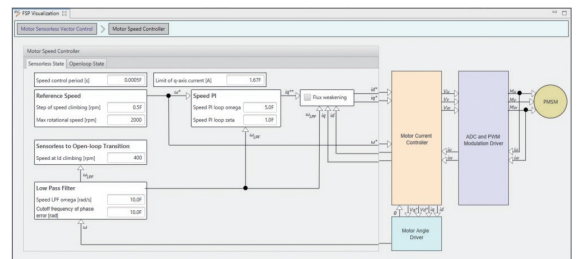 FSP Visualization
Motor Sensorless Vector Control
Motor Speed Controller
Motor Speed Controller
Sensorless State
Openloop State
Speed control period [s]
0.0005F
Limit of q-axis current [A]
1.67F
Reference Speed
Step of speed climbing [rpm]
0.5F
Max rotational speed [rpm]
2000
Speed PI
Speed PI loop omega
5.0F
Speed PI loop zeta
1.0F
Flux weakening
Sensorless to Open-loop Transition
Speed at Id climbing [rpm]
400
Low Pass Filter
Speed LPF omega [rad/s]
10.0F
Cutoff frequency of phase
error [rad]
10.0F
Motor Current
Controller
ADC and PWM
Modulation Driver
PMSM
Motor Angle
Driver